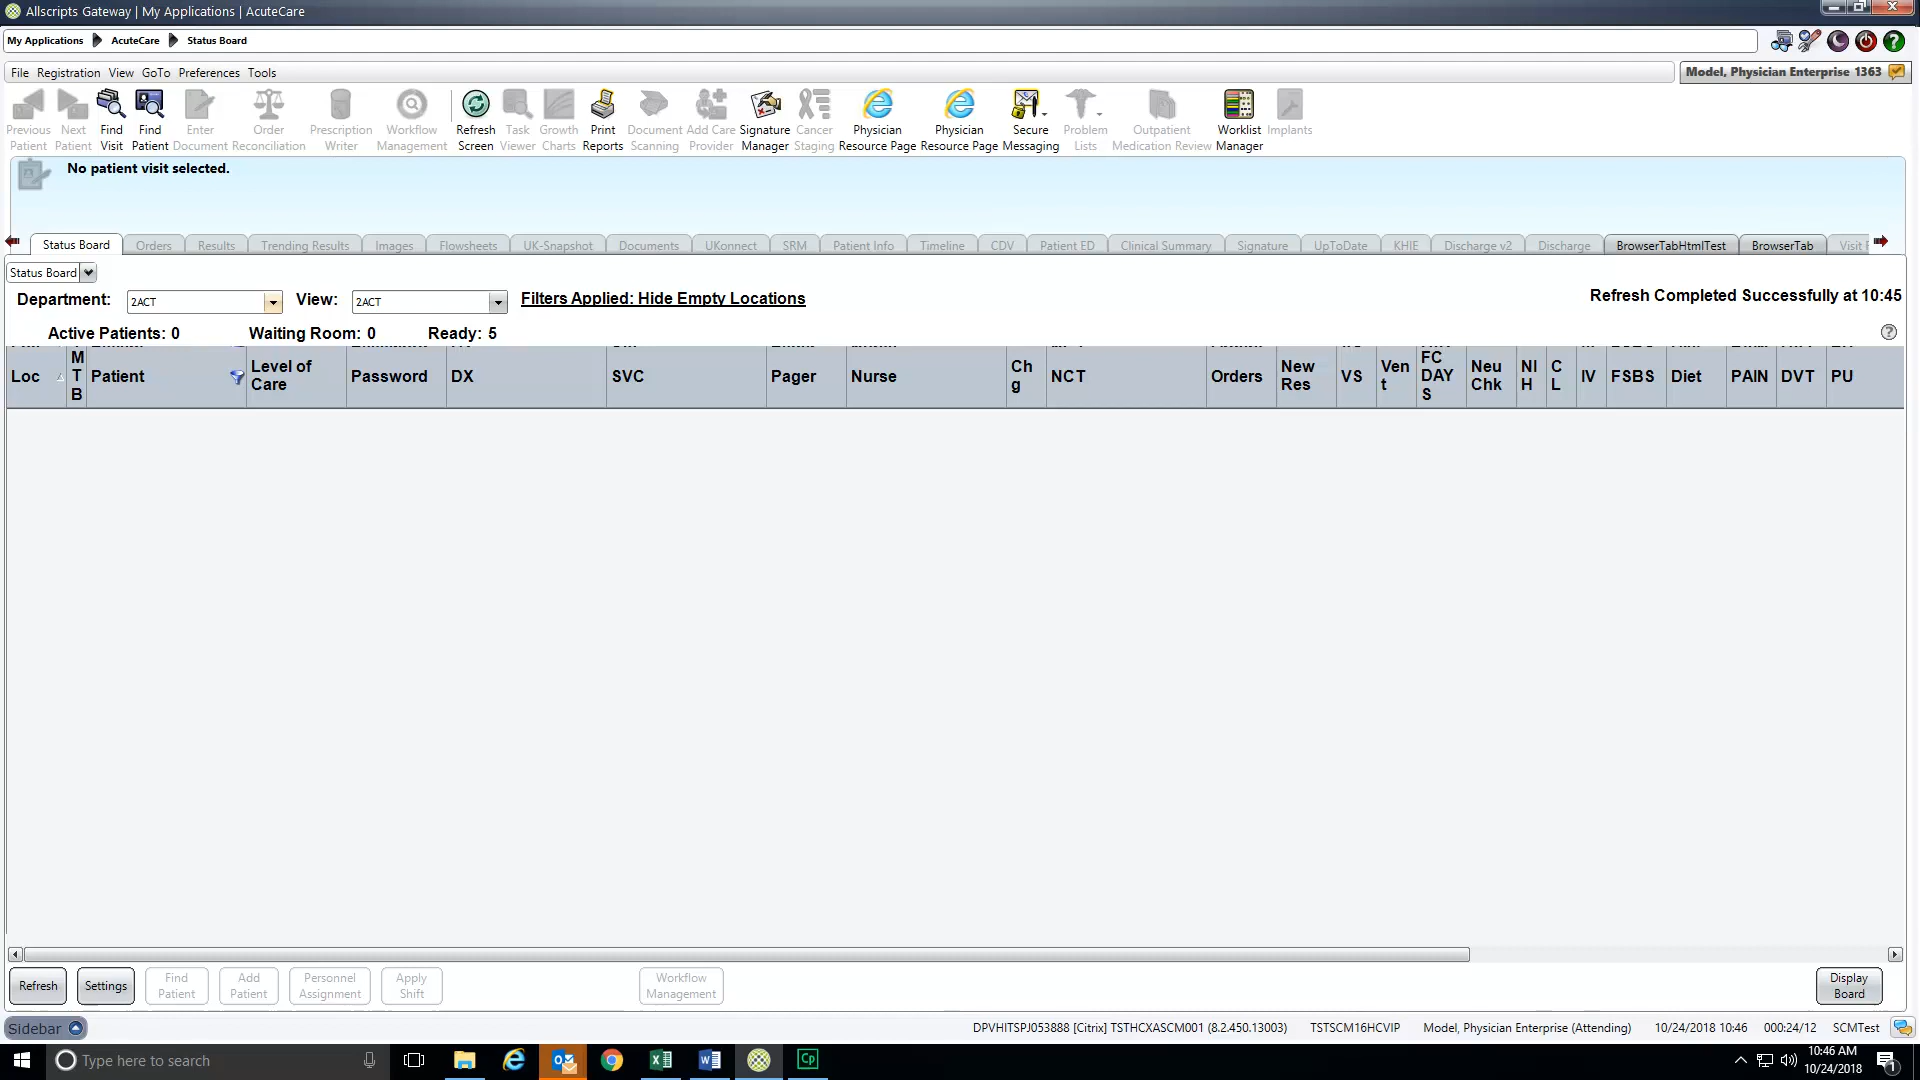 Allscripts Gateway | My Applications | AcuteCare
My Applications AcuteCare Status Board
File Registration View GoTo Preferences Tools
Model, Physician Enterprise 1363
Previous Patient
Next Patient
Find Visit
Find Patient
Enter Document
Order Reconciliation
Prescription Writer
Workflow Management
Refresh Screen
Task Viewer
Growth Charts
Print Reports
Document Scanning
Add Care Provider
Signature Manager
Cancer Staging
Physician Resource Page
Physician Resource Page
Secure Messaging
Problem Lists
Outpatient Medication Review
Worklist Manager
Implants
No patient visit selected.
Status Board Orders Results Trending Results Images Flowsheets UK-Snapshot Documents UKonnect SRM Patient Info Timeline CDV Patient ED Clinical Summary Signature UpToDate KHIE Discharge v2 Discharge BrowserTabHtmlTest BrowserTab Visit
Status Board
Department: 2ACT View: 2ACT Filters Applied: Hide Empty Locations
Refresh Completed Successfully at 10:45
Active Patients: 0 Waiting Room: 0 Ready: 5
Loc
M
T
B
Patient
Level of
Care
Password
DX
SVC
Pager
Nurse
Ch
g
NCT
Orders
New
Res
VS
Ven
t
FC
DAY
S
Neu
Chk
NI
H
C
L
IV
FSBS
Diet
PAIN
DVT
PU
Refresh
Settings
Find
Patient
Add
Patient
Personnel
Assignment
Apply
Shift
Workflow
Management
Display
Board
Sidebar
DPVHITSPJ053888 [Citrix] TSTHCXASCM001 (8.2.450.13003) TSTSCM16HCVIP Model, Physician Enterprise (Attending) 10/24/2018 10:46 000:24/12 SCMTest
Type here to search
10:46 AM
10/24/2018